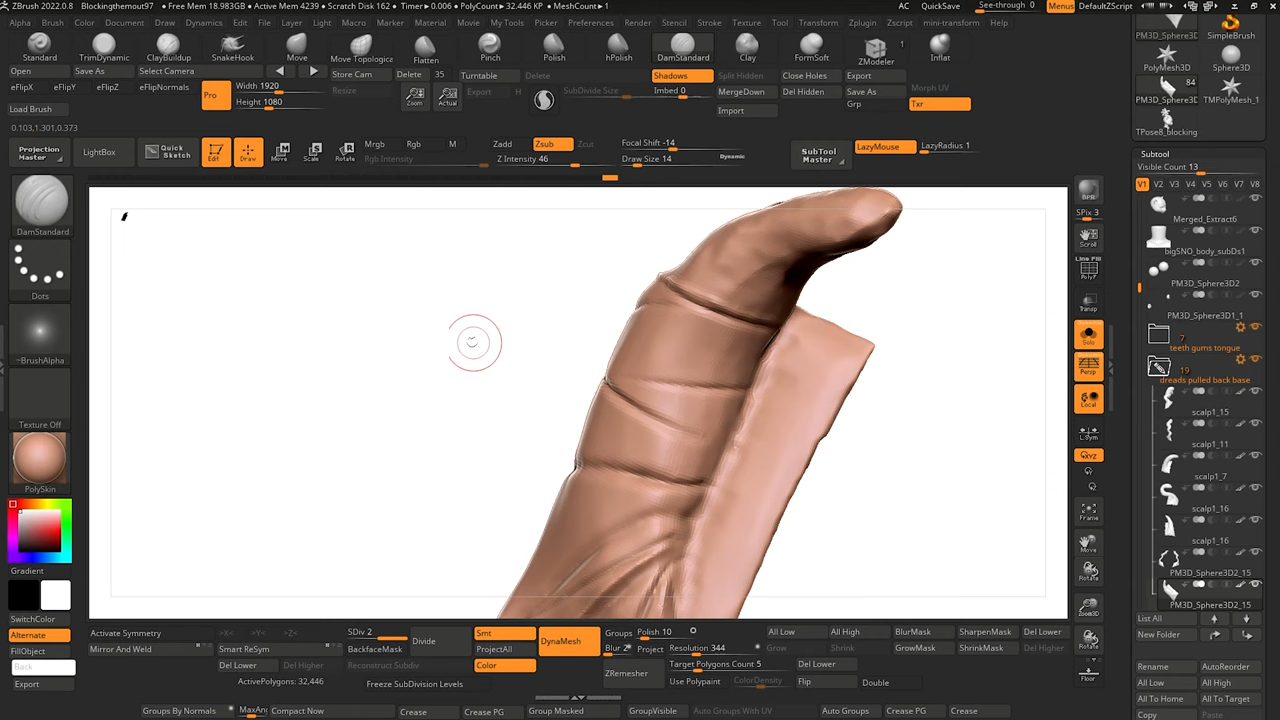 ZBrush 2022.0.8 Blockingthemout97 • Free Mem 18.983GB • Active Mem 4239 • Scratch Disk 162 • Timer▶0.006 • PolyCount▶32.446 KP • MeshCount▶1 AC QuickSave See-through 0 Menus DefaultZScript
Alpha Brush Color Document Draw Dynamics Edit File Layer Light Macro Marker Material Movie My Tools Picker Preferences Render Stencil Stroke Surface Texture Tool Transform Zplugin Zscript mini-transform Help
PM3D_Sphere3D SimpleBrush
Standard TrimDynamic ClayBuildup SnakeHook Move Move Topologica Flatten Pinch Polish hPolish DamStandard Clay FormSoft ZModeler 1 Inflat
PolyMesh3D Sphere3D
Open Save As Select Camera Store Cam Delete 35 Turntable Delete Shadows Split Hidden Close Holes Export
eFlipX eFlipY eFlipZ eFlipNormals Pro Width 1920 Height 1080 Resize Zoom Actual Export H SubDivide Size Imbed 0 MergeDown Del Hidden Save As Morph UV
84
PM3D_Sphere3D TMPolyMesh_1
Load Brush Import Grp Txr
0.103,1.301,0.373
TPose8_blocking
Projection Master LightBox Quick Sketch Edit Draw Move Scale Rotate Mrgb Rgb M Zadd Zsub Zcut Focal Shift -14 SubTool Master LazyMouse LazyRadius 1
Rgb Intensity Z Intensity 46 Draw Size 14 Dynamic
Subtool
Visible Count 13
V1 V2 V3 V4 V5 V6 V7 V8
BPR
SPix 3
Merged_Extract6
DamStandard
Scroll
bigSNO_body_subDs1
Line Fill
PolyF
PM3D_Sphere3D2
Dots
Transp
PM3D_Sphere3D1_1
Solo
7
teeth gums tongue
~BrushAlpha
Persp
19
dreads pulled back base
Local
scalp1_15
Texture Off
L.Sym
scalp1_11
XYZ
scalp1_7
PolySkin
Frame
scalp1_16
Move
scalp1_16
Gradient
Rotate
PM3D_Sphere3D2_15
Zoom3D
PM3D_Sphere3D2_15
SwitchColor
Alternate
FillObject
Back
Export
Rotate
Floor
Activate Symmetry >X< >Y< >Z< SDiv 2 Divide Smt DynaMesh Groups Polish 10 All Low All High BlurMask SharpenMask Del Lower
Mirror And Weld Smart ReSym BackfaceMask ProjectAll Blur 2 Project Resolution 344 Grow Shrink GrowMask ShrinkMask Del Higher
Del Lower Del Higher Reconstruct Subdiv Color ZRemesher Target Polygons Count 5 Del Lower
ActivePolygons: 32,446 Freeze SubDivision Levels Use Polypaint ColorDensity Flip Double
Groups By Normals MaxAng Compact Now Crease Crease PG Group Masked GroupVisible Auto Groups With UV Auto Groups Crease PG Crease
List All
New Folder
Rename AutoReorder
All Low All High
All To Home All To Target
Copy Paste